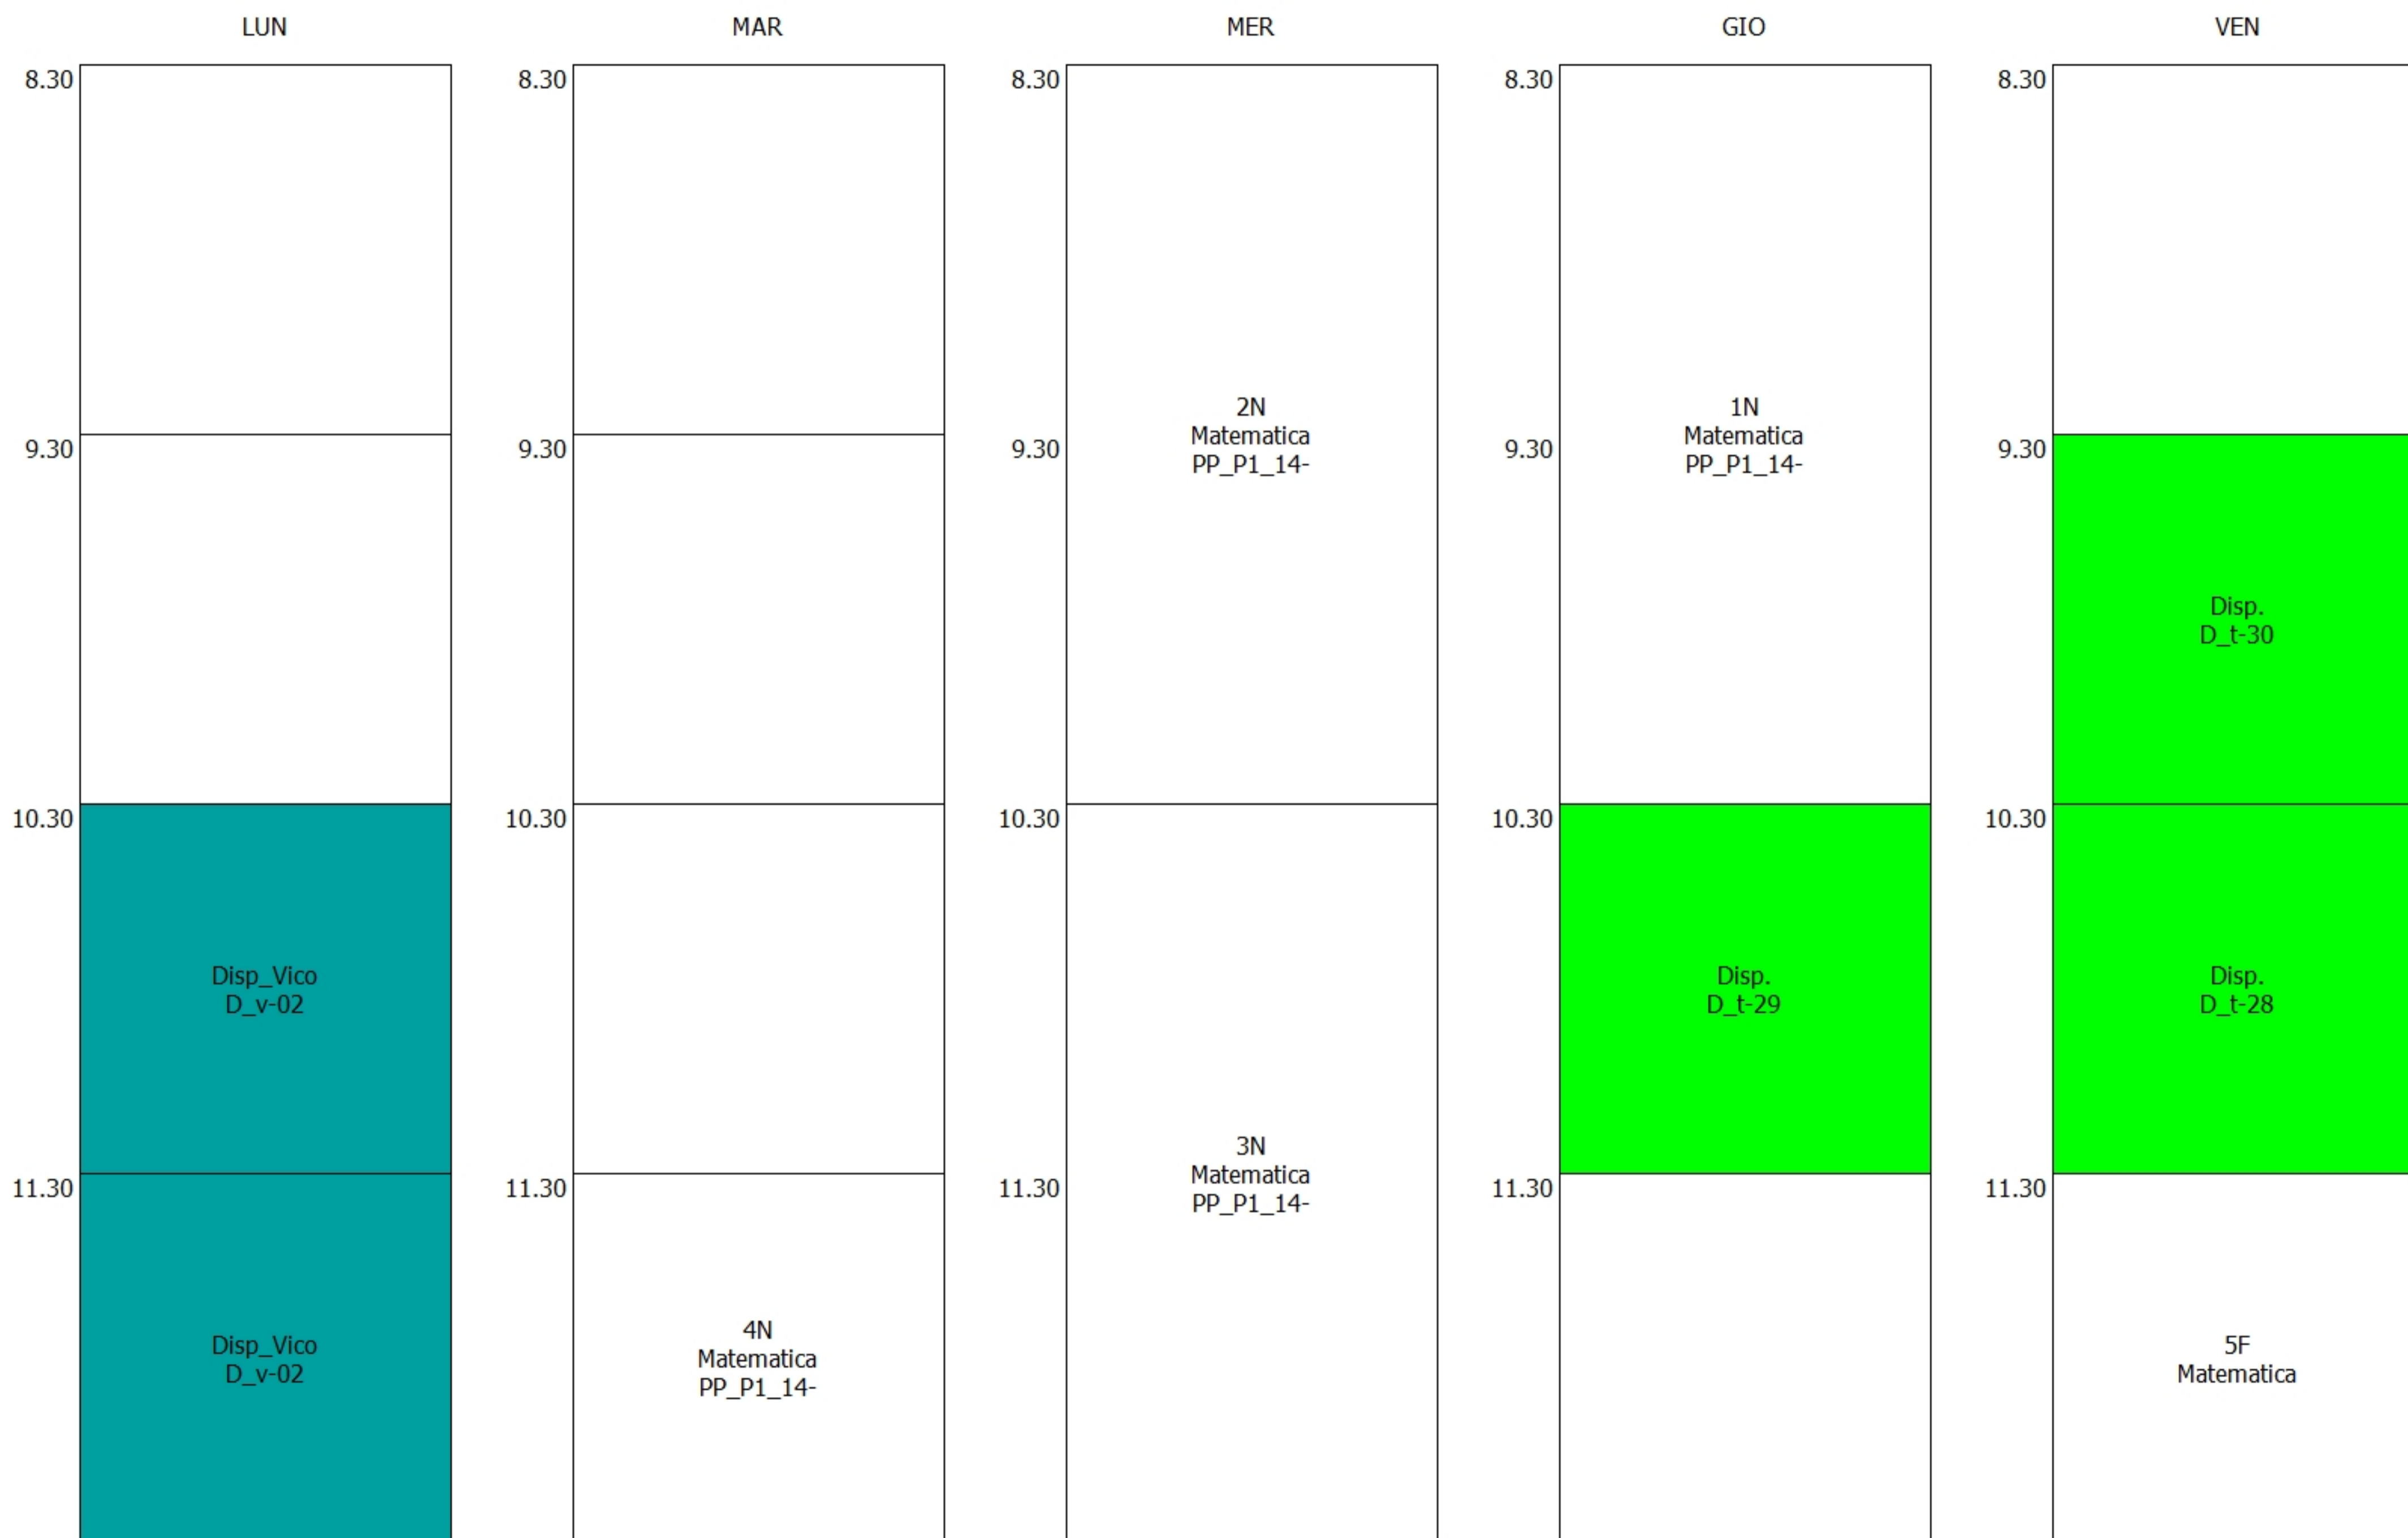 LUN
MAR
MER
GIO
VEN
8.30
8.30
8.30
8.30
8.30
2N
Matematica
PP_P1_14-
1N
Matematica
PP_P1_14-
9.30
9.30
9.30
9.30
9.30
Disp.
D_t-30
10.30
10.30
10.30
10.30
10.30
Disp_Vico
D_v-02
Disp.
D_t-29
Disp.
D_t-28
3N
Matematica
PP_P1_14-
11.30
11.30
11.30
11.30
11.30
Disp_Vico
D_v-02
4N
Matematica
PP_P1_14-
5F
Matematica